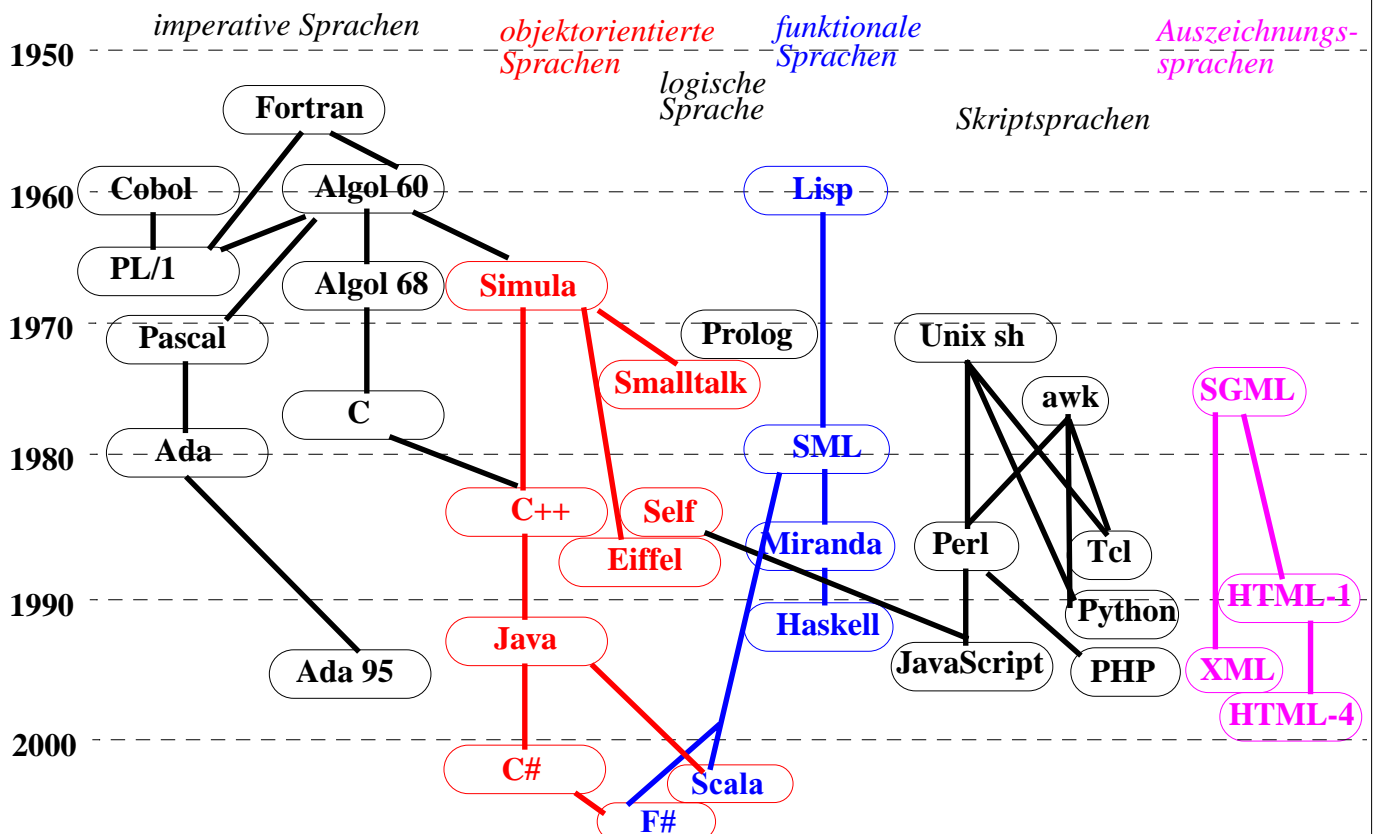 imperative Sprachen
objektorientierte
Sprachen
funktionale
Sprachen
Auszeichnungs-
sprachen
1950
logische
Sprache
Skriptsprachen
Fortran
1960
Cobol
Algol 60
Lisp
PL/1
Algol 68
Simula
1970
Pascal
Prolog
Unix sh
Smalltalk
awk
SGML
C
1980
Ada
SML
C++
Self
Eiffel
Miranda
Perl
Tcl
1990
HTML-1
Python
Haskell
Java
Ada 95
JavaScript
PHP
XML
HTML-4
2000
C#
Scala
F#